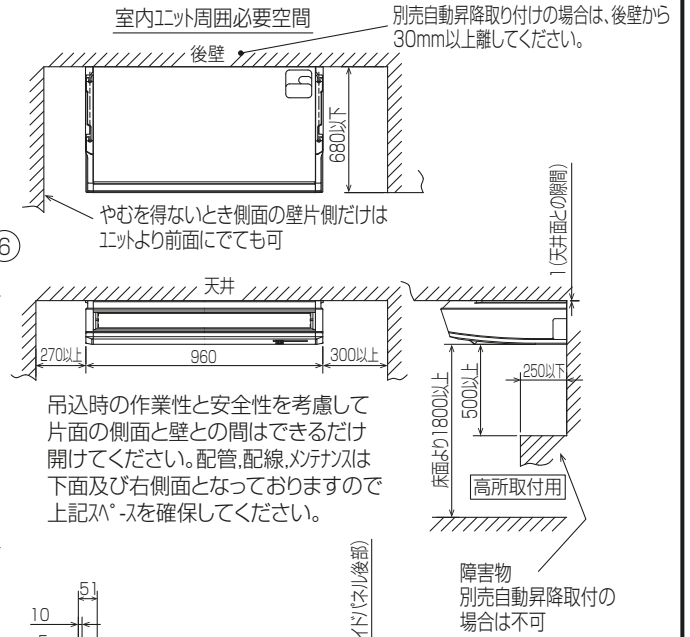 室内ユニット周囲必要空間
別売自動昇降取り付けの場合は、後壁から
30mm以上離してください。
後壁
680以下
やむを得ないとき側面の壁片側だけは
ユニットより前面にでても可
6
1(天井面との隙間)
天井
270以上
960
300以上
床面より1800以上
500以上
250以下
吊込時の作業性と安全性を考慮して
片面の側面と壁との間はできるだけ
開けてください。配管,配線,メンテナンスは
下面及び右側面となっておりますので
上記スペースを確保してください。
高所取付用
障害物
別売自動昇降取付の
場合は不可
51
10
イドパネル後部)